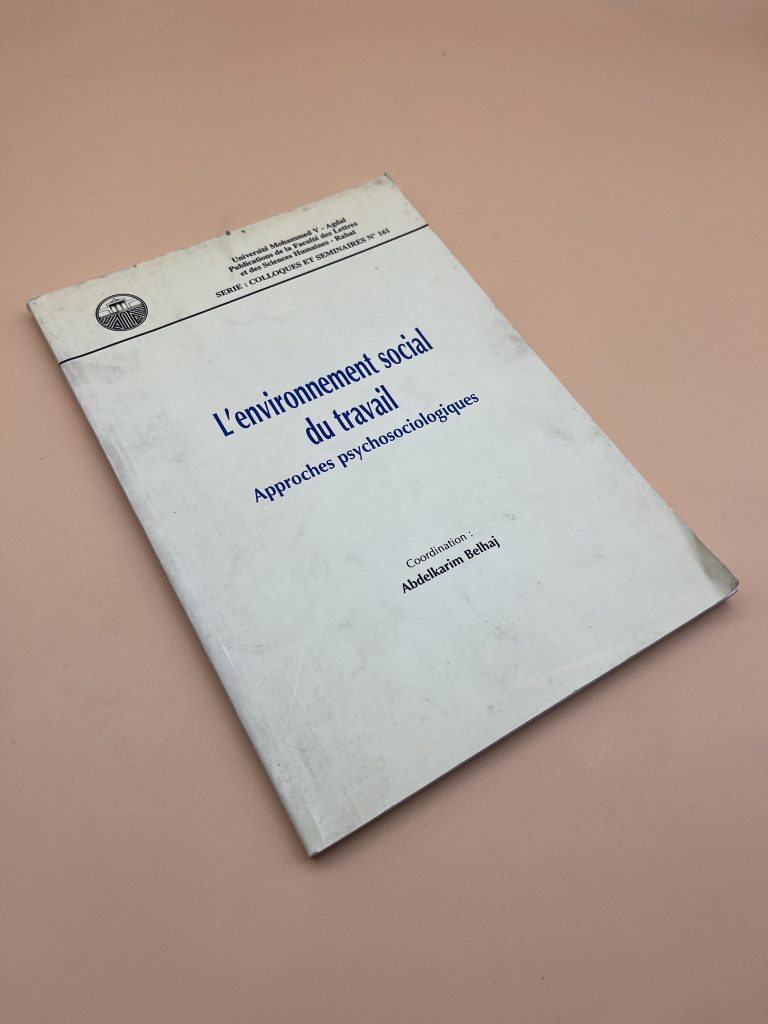 Université Mohammed V - Agdal
Publications de la Faculté des Lettres
et des Sciences Humaines - Rabat
SERIE : COLLOQUES ET SEMINAIRES N° 161
L'environnement social
du travail
Approches psychosociologiques
Coordination :
Abdelkarim Belhaj